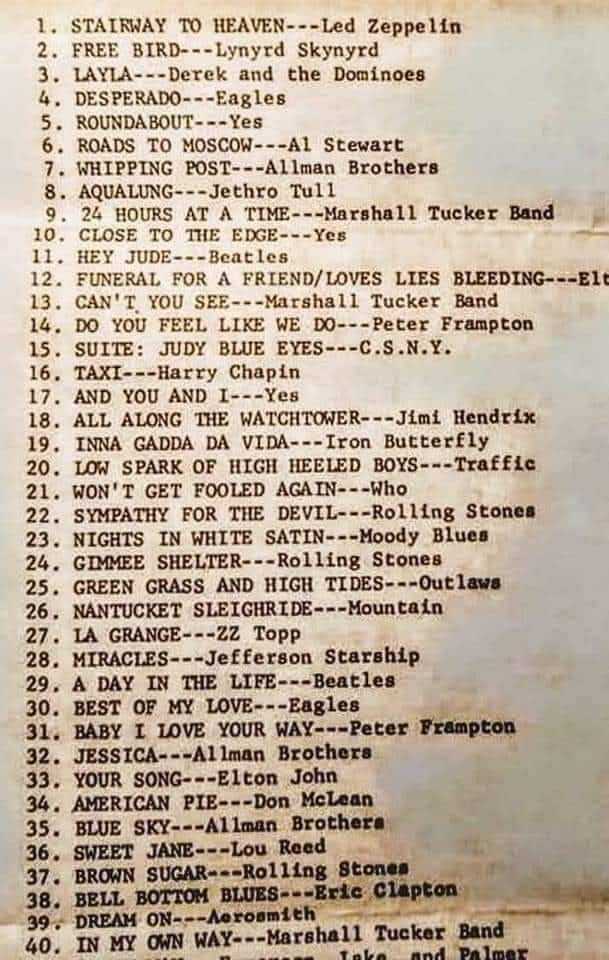 1. STAIRWAY TO HEAVEN---Led Zeppelin
2. FREE BIRD---Lynyrd Skynyrd
3. LAYLA---Derek and the Dominoes
4. DESPERADO---Eagles
5. ROUNDABOUT---Yes
6. ROADS TO MOSCOW---Al Stewart
7. WHIPPING POST---Allman Brothers
8. AQUALUNG---Jethro Tull
9. 24 HOURS AT A TIME---Marshall Tucker Band
10. CLOSE TO THE EDGE---Yes
11. HEY JUDE---Beatles
12. FUNERAL FOR A FRIEND/LOVES LIES BLEEDING---Elt
13. CAN'T YOU SEE---Marshall Tucker Band
14. DO YOU FEEL LIKE WE DO---Peter Frampton
15. SUITE: JUDY BLUE EYES---C.S.N.Y.
16. TAXI---Harry Chapin
17. AND YOU AND I---Yes
18. ALL ALONG THE WATCHTOWER---Jimi Hendrix
19. INNA GADDA DA VIDA---Iron Butterfly
20. LOW SPARK OF HIGH HEELED BOYS---Traffic
21. WON'T GET FOOLED AGAIN---Who
22. SYMPATHY FOR THE DEVIL---Rolling Stones
23. NIGHTS IN WHITE SATIN---Moody Blues
24. GIMMEE SHELTER---Rolling Stones
25. GREEN GRASS AND HIGH TIDES---Outlaws
26. NANTUCKET SLEIGHRIDE---Mountain
27. LA GRANGE---ZZ Topp
28. MIRACLES---Jefferson Starship
29. A DAY IN THE LIFE---Beatles
30. BEST OF MY LOVE---Eagles
31. BABY I LOVE YOUR WAY---Peter Frampton
32. JESSICA---Allman Brothers
33. YOUR SONG---Elton John
34. AMERICAN PIE---Don McLean
35. BLUE SKY---Allman Brothers
36. SWEET JANE---Lou Reed
37. BROWN SUGAR---Rolling Stones
38. BELL BOTTOM BLUES---Eric Clapton
39. DREAM ON---Aerosmith
40. IN MY OWN WAY---Marshall Tucker Band
Lake and Palmer